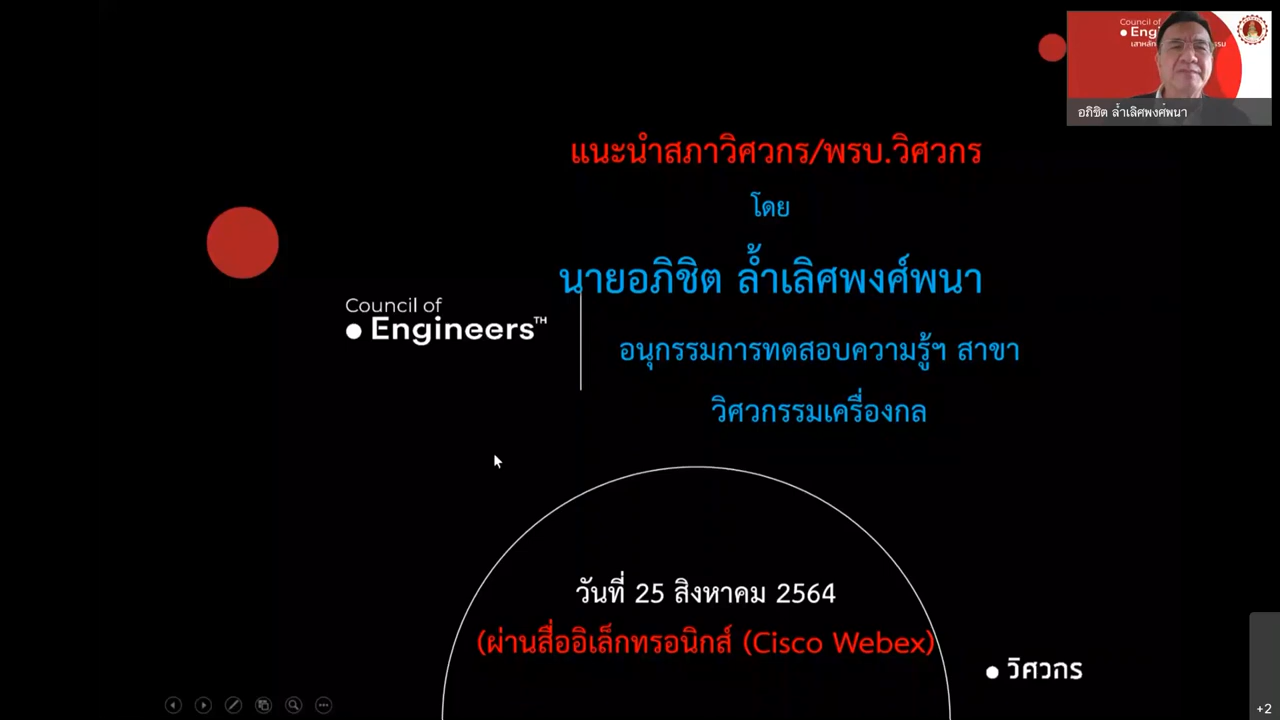 Council of
Eng
อภิชิต ล้ำเลิศพงศ์พนา
แนะนำสภาวิศวกร/พรบ.วิศวกร
โดย
นายอภิชิต ล้ำเลิศพงศ์พนา
Council of
Engineers™
อนุกรรมการทดสอบความรู้ฯ สาขา
วิศวกรรมเครื่องกล
วันที่ 25 สิงหาคม 2564
(ผ่านสื่ออิเล็กทรอนิกส์ (Cisco Webex)
วิศวกร
+2